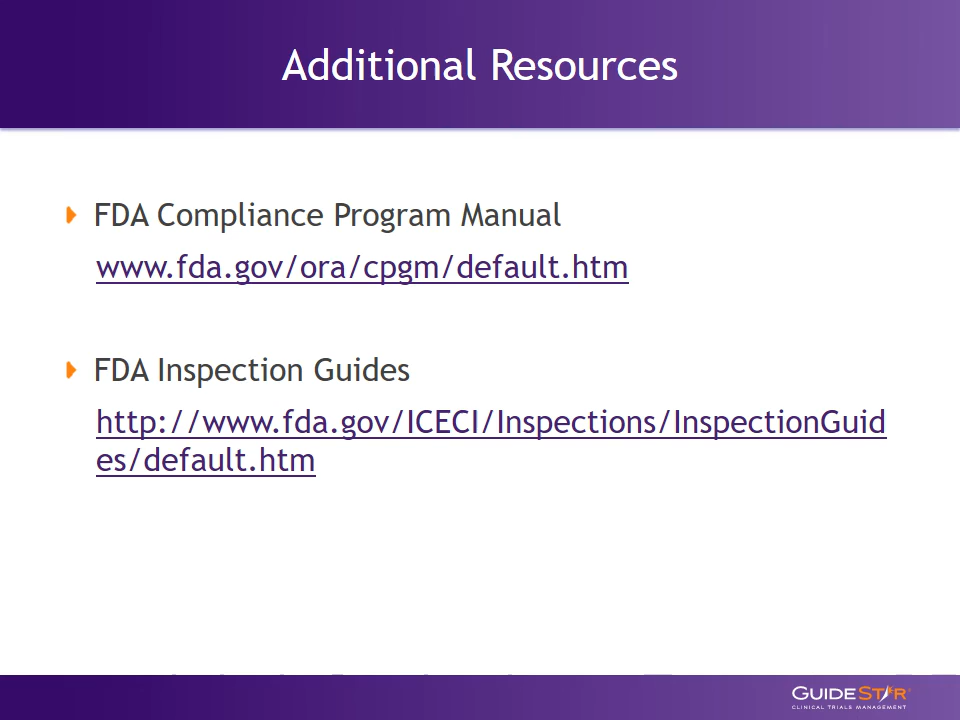 Additional Resources
FDA Compliance Program Manual
www.fda.gov/ora/cpgm/default.htm
FDA Inspection Guides
http://www.fda.gov/ICECI/Inspections/InspectionGuid
es/default.htm
GUIDESTAR
CLINICAL TRIALS MANAGEMENT